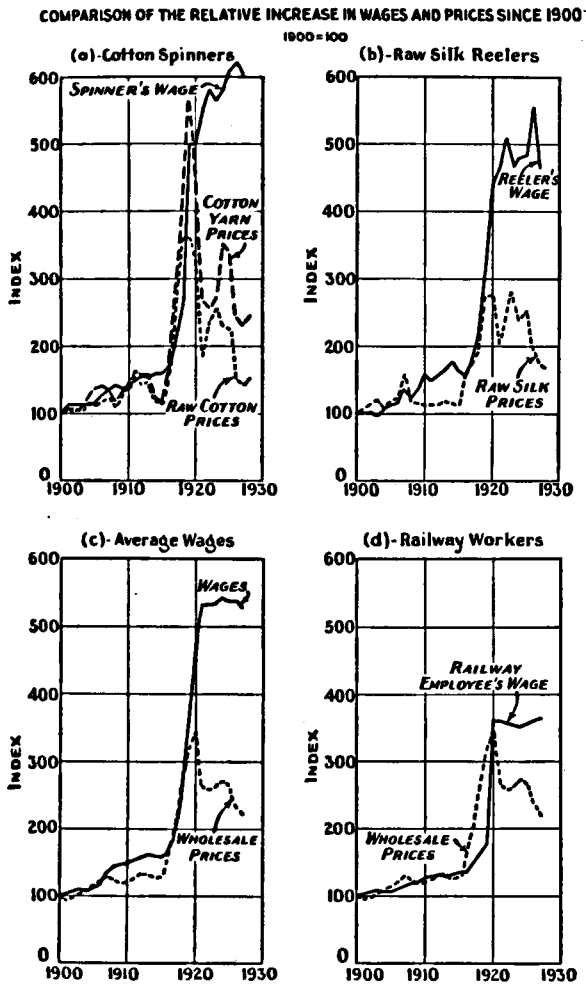 COMPARISON OF THE RELATIVE INCREASE IN WAGES AND PRICES SINCE 1900
1900=100
(a)-Cotton Spinners
600
500
400
300
200
100
0
INDEX
SPINNER'S WAGE
COTTON
YARN
PRICES
RAW COTTON
PRICES
1900 1910 1920 1930
(b)-Raw Silk Reelers
600
500
400
300
200
100
0
INDEX
REELER'S
WAGE
RAW SILK
PRICES
1900 1910 1920 1930
(c)-Average Wages
600
500
400
300
200
100
0
INDEX
WAGES
WHOLESALE
PRICES
1900 1910 1920 1930
(d)-Railway Workers
600
500
400
300
200
100
0
INDEX
RAILWAY
EMPLOYEE'S WAGE
WHOLESALE
PRICES
1900 1910 1920 1930